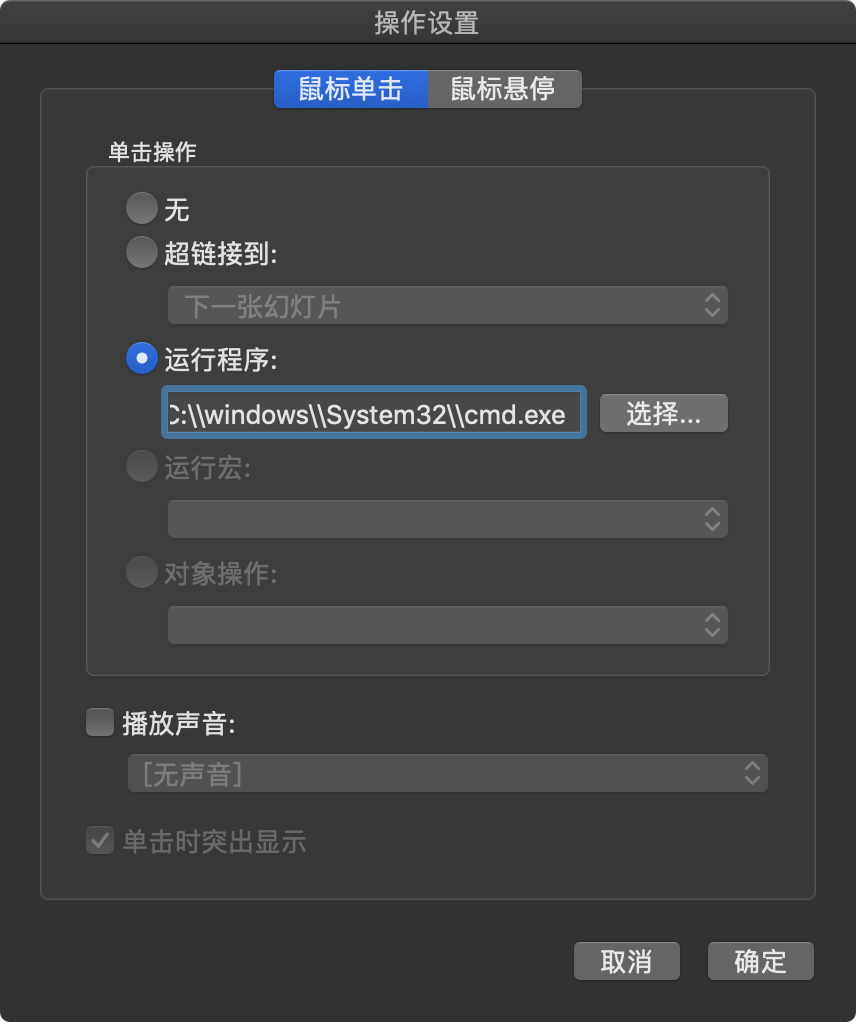 操作设置
鼠标单击 鼠标悬停
单击操作
无
超链接到:
下一张幻灯片
运行程序:
C:\\windows\\System32\\cmd.exe 选择...
运行宏:
对象操作:
播放声音:
[无声音]
单击时突出显示
取消 确定